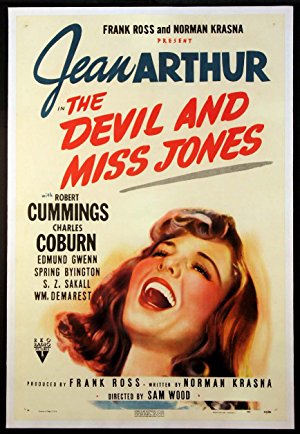 FRANK ROSS and NORMAN KRASNA
PRESENT
Jean ARTHUR
IN THE
DEVIL AND
MISS JONES
with ROBERT
CUMMINGS
CHARLES
COBURN
EDMUND GWENN
SPRING BYINGTON
S. Z. SAKALL
WM. DEMAREST
RKO
RADIO
PRODUCED BY FRANK ROSS - WRITTEN BY NORMAN KRASNA
DIRECTED BY SAM WOOD